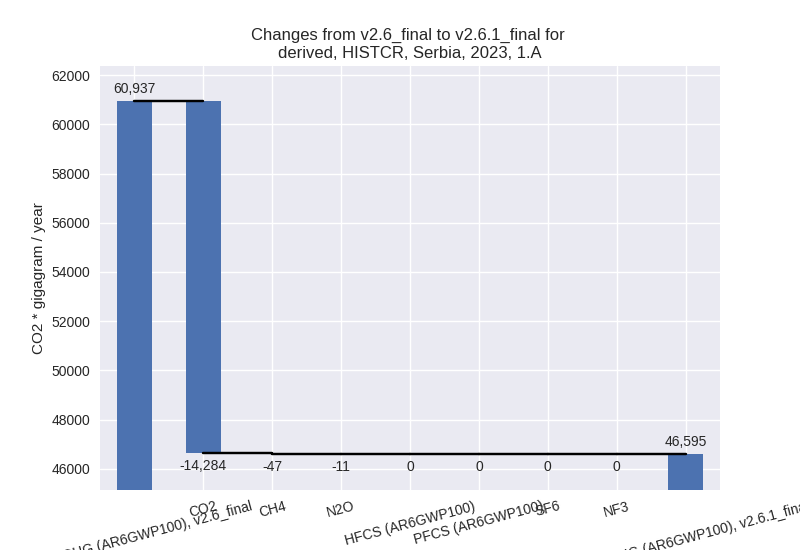 Changes from v2.6_final to v2.6.1_final for
derived, HISTCR, Serbia, 2023, 1.A
CO2 * gigagram / year
62000
60000
58000
56000
54000
52000
50000
48000
46000
60,937
-14,284
-47
-11
0
0
0
0
46,595
(AR6GWP100), v2.6_final
CO2
CH4
N2O
HFCS (AR6GWP100)
PFCS (AR6GWP100)
SF6
NF3
(AR6GWP100), v2.6.1_final